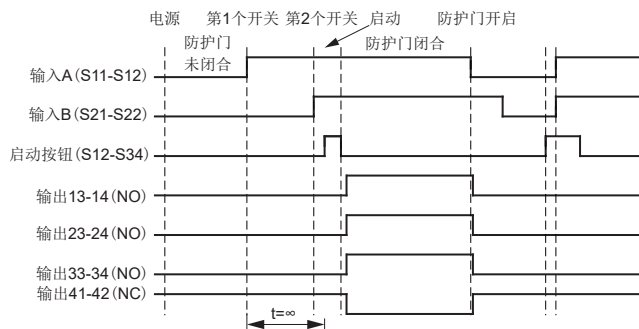 电源 第1个开关 第2个开关 启动 防护门开启
防护门
未闭合
防护门闭合
输入A(S11-S12)
输入B(S21-S22)
启动按钮(S12-S34)
输出13-14(NO)
输出23-24(NO)
输出33-34(NO)
输出41-42(NC)
t=∞